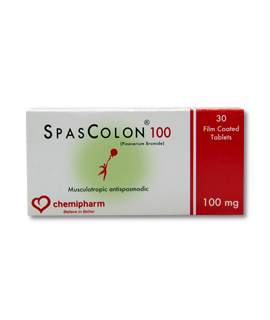 SPASCOLON® 100
(Pinaverium Bromide)
Musculotropic antispasmodic
chemipharm
Believe in Better
30
Film Coated
Tablets
100 mg